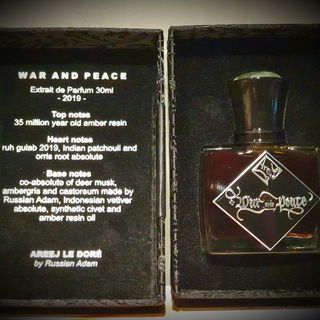 WAR AND PEACE
Extrait de Parfum 30ml
- 2019 -
Top notes
35 million year old amber resin
Heart notes
ruh gulab 2019, Indian patchouli and
orris root absolute
Base notes
co-absolute of deer musk,
ambergris and castoreum made by
Russian Adam, Indonesian vetiver
absolute, synthetic civet and
amber resin oil
AREEJ LE DORÉ
by Russian Adam
War and Peace